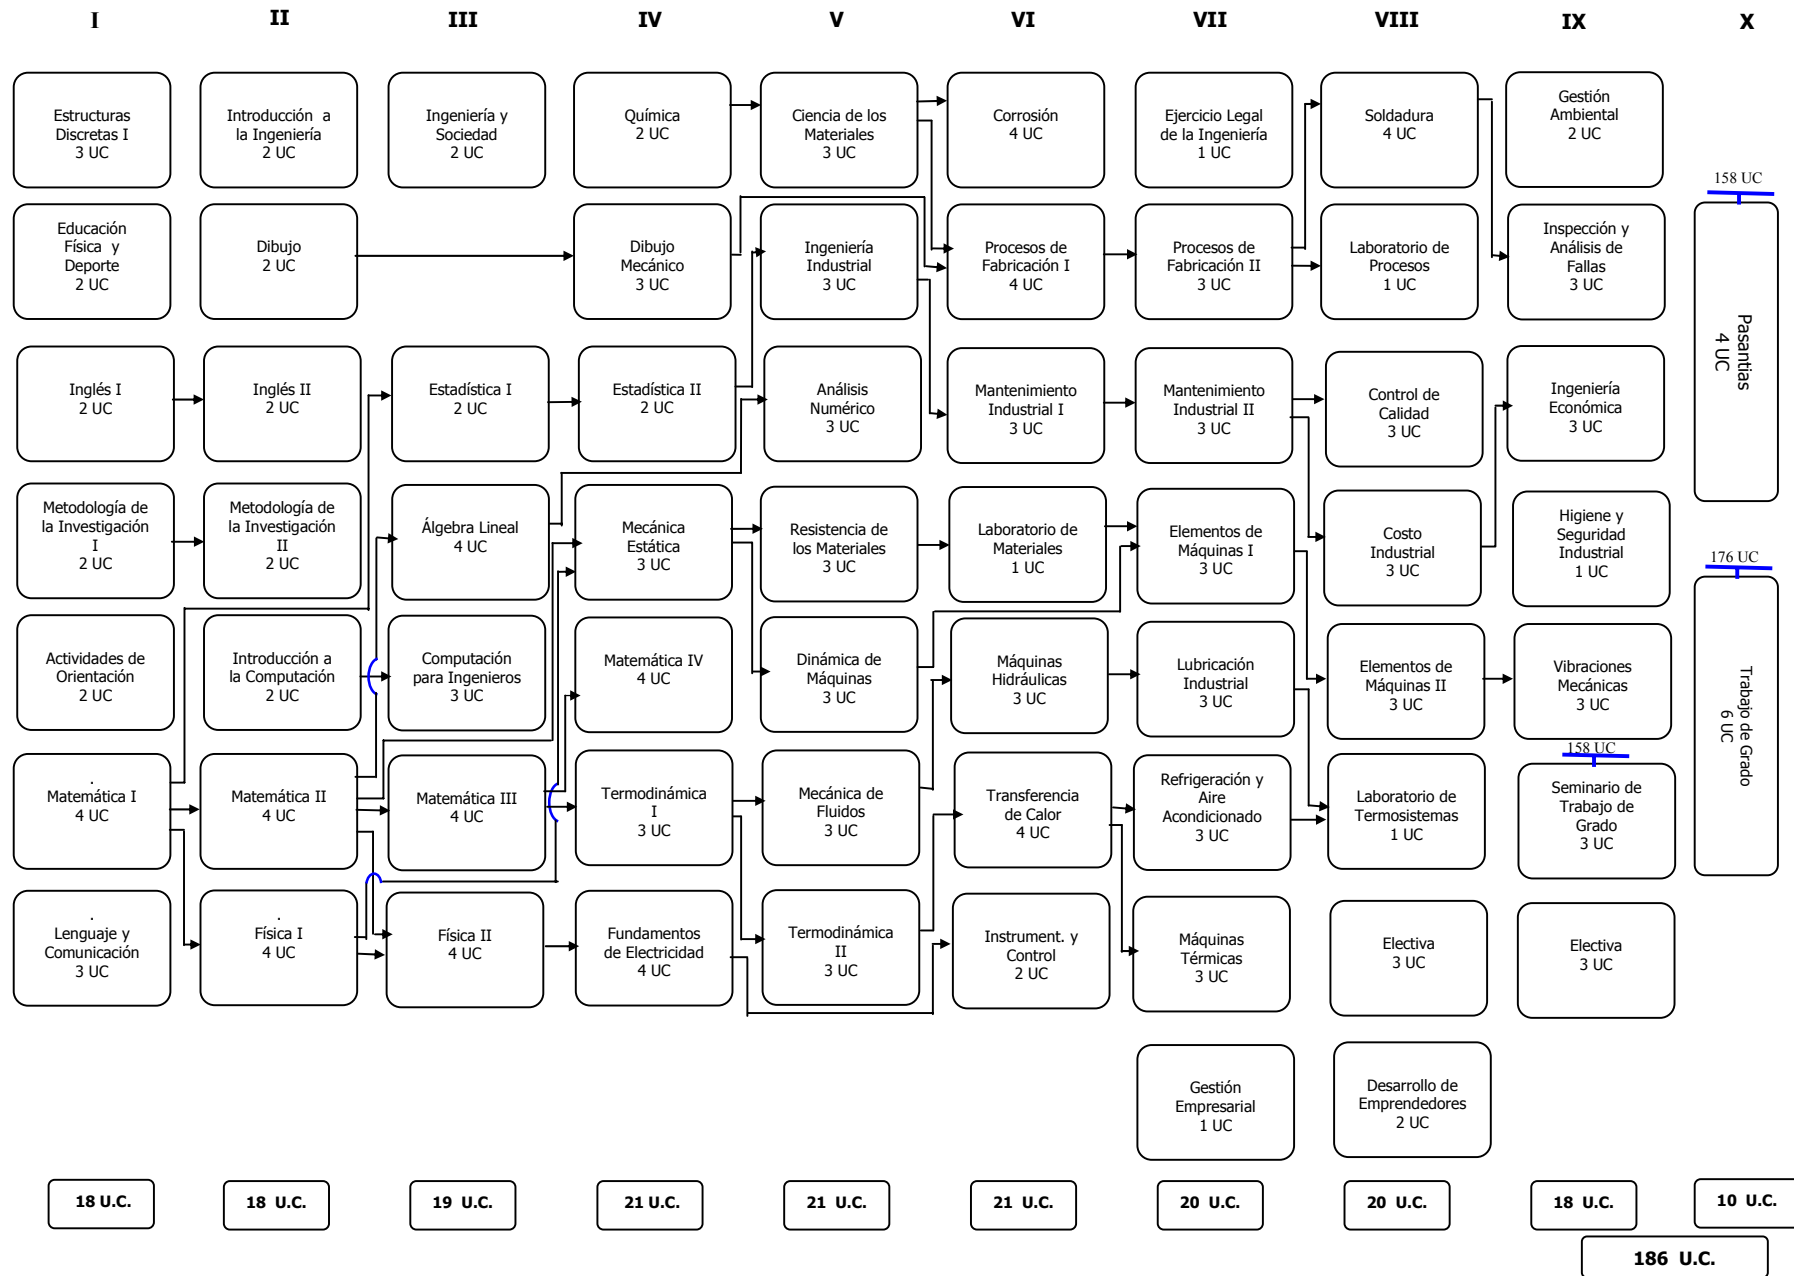 I
II
III
IV
V
VI
VII
VIII
IX
X
Estructuras
Discretas I
3 UC
Introducción a
la Ingeniería
2 UC
Ingeniería y
Sociedad
2 UC
Química
2 UC
Ciencia de los
Materiales
3 UC
Corrosión
4 UC
Ejercicio Legal
de la Ingeniería
1 UC
Soldadura
4 UC
Gestión
Ambiental
2 UC
158 UC
Pasantias
4 UC
Educación
Física y
Deporte
2 UC
Dibujo
2 UC
Dibujo
Mecánico
3 UC
Ingeniería
Industrial
3 UC
Procesos de
Fabricación I
4 UC
Procesos de
Fabricación II
3 UC
Laboratorio de
Procesos
1 UC
Inspección y
Análisis de
Fallas
3 UC
Inglés I
2 UC
Inglés II
2 UC
Estadística I
2 UC
Estadística II
2 UC
Análisis
Numérico
3 UC
Mantenimiento
Industrial I
3 UC
Mantenimiento
Industrial II
3 UC
Control de
Calidad
3 UC
Ingeniería
Económica
3 UC
Metodología de
la Investigación
I
2 UC
Metodología de
la Investigación
II
2 UC
Álgebra Lineal
4 UC
Mecánica
Estática
3 UC
Resistencia de
los Materiales
3 UC
Laboratorio de
Materiales
1 UC
Elementos de
Máquinas I
3 UC
Costo
Industrial
3 UC
Higiene y
Seguridad
Industrial
1 UC
176 UC
Trabajo de Grado
6 UC
Actividades de
Orientación
2 UC
Introducción a
la Computación
2 UC
Computación
para Ingenieros
3 UC
Matemática IV
4 UC
Dinámica de
Máquinas
3 UC
Máquinas
Hidráulicas
3 UC
Lubricación
Industrial
3 UC
Elementos de
Máquinas II
3 UC
Vibraciones
Mecánicas
3 UC
.
Matemática I
4 UC
Matemática II
4 UC
Matemática III
4 UC
Termodinámica
I
3 UC
Mecánica de
Fluidos
3 UC
Transferencia
de Calor
4 UC
Refrigeración y
Aire
Acondicionado
3 UC
Laboratorio de
Termosistemas
1 UC
158 UC
Seminario de
Trabajo de
Grado
3 UC
.
Lenguaje y
Comunicación
3 UC
.
Física I
4 UC
Física II
4 UC
Fundamentos
de Electricidad
4 UC
Termodinámica
II
3 UC
Instrument. y
Control
2 UC
Máquinas
Térmicas
3 UC
Electiva
3 UC
Electiva
3 UC
Gestión
Empresarial
1 UC
Desarrollo de
Emprendedores
2 UC
18 U.C.
18 U.C.
19 U.C.
21 U.C.
21 U.C.
21 U.C.
20 U.C.
20 U.C.
18 U.C.
10 U.C.
186 U.C.